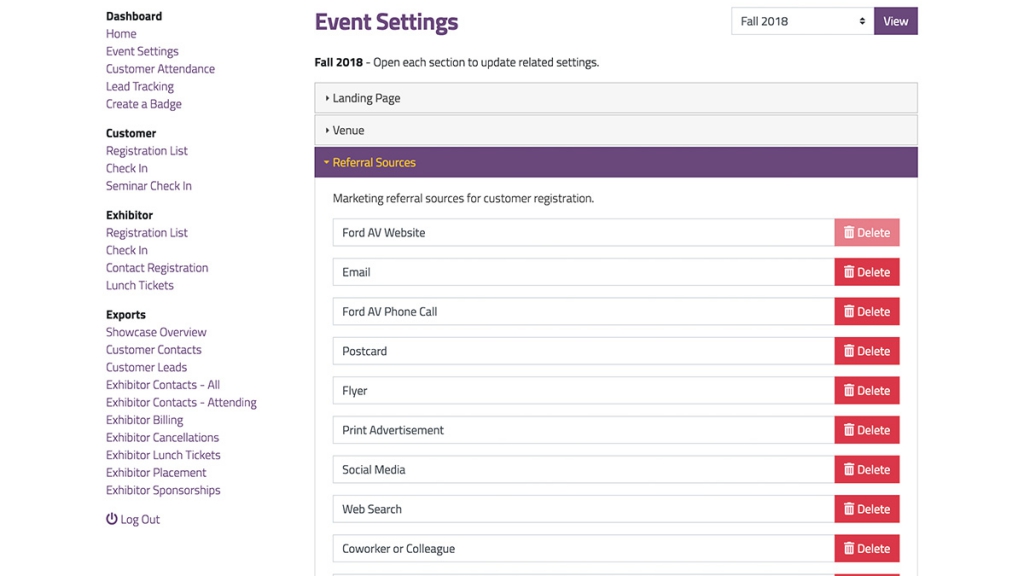 Dashboard
Home
Event Settings
Customer Attendance
Lead Tracking
Create a Badge
Customer
Registration List
Check In
Seminar Check In
Exhibitor
Registration List
Check In
Contact Registration
Lunch Tickets
Exports
Showcase Overview
Customer Contacts
Customer Leads
Exhibitor Contacts - All
Exhibitor Contacts - Attending
Exhibitor Billing
Exhibitor Cancellations
Exhibitor Lunch Tickets
Exhibitor Placement
Exhibitor Sponsorships
Log Out
Event Settings
Fall 2018 View
Fall 2018 - Open each section to update related settings.
Landing Page
Venue
Referral Sources
Marketing referral sources for customer registration.
Ford AV Website Delete
Email Delete
Ford AV Phone Call Delete
Postcard Delete
Flyer Delete
Print Advertisement Delete
Social Media Delete
Web Search Delete
Coworker or Colleague Delete